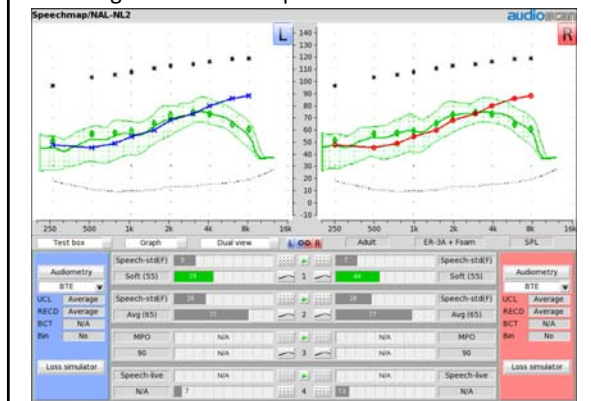 Speechmap/NAL-NL2
audioscan
L
R
140
130
120
110
100
90
80
70
60
50
40
30
20
10
0
-10
250 500 1k 2k 4k 8k 16k
250 500 1k 2k 4k 8k 16k
Test box Graph Dual view L R Adult ER-3A + Foam SPL
Audiometry
BTE
UCL Average
RECD Average
BCT N/A
Bin No
Loss simulator
Speech-std(F) Speech-std(F)
Soft (55) 1 44 Soft (55)
Speech-std(F) Speech-std(F)
Avg (65) 77 2 77 Avg (65)
MPO N/A N/A MPO
90 N/A 3 N/A 90
Speech-live N/A N/A Speech-live
N/A 7 4 N/A
Audiometry
BTE
UCL Average
RECD Average
BCT N/A
Bin No
Loss simulator